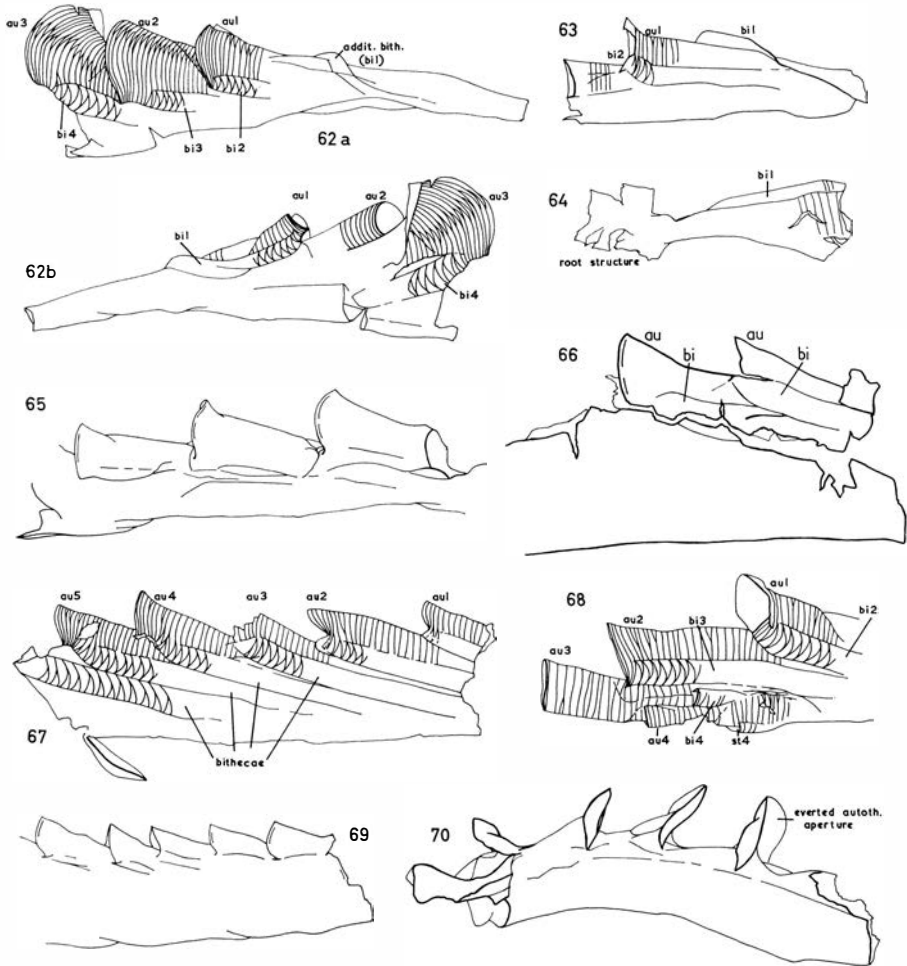 au3
au2
au1
addit. bith.
(bi1)
bi4
bi3
bi2
62a
63
au1
bi1
bi2
64
bi1
root structure
62b
bi1
au1
au2
au3
bi4
65
66
au
bi
au
bi
67
au5
au4
au3
au2
au1
bithecae
68
au1
au2
bi3
bi2
au3
au4
bi4
st4
69
70
everted autoth.
aperture